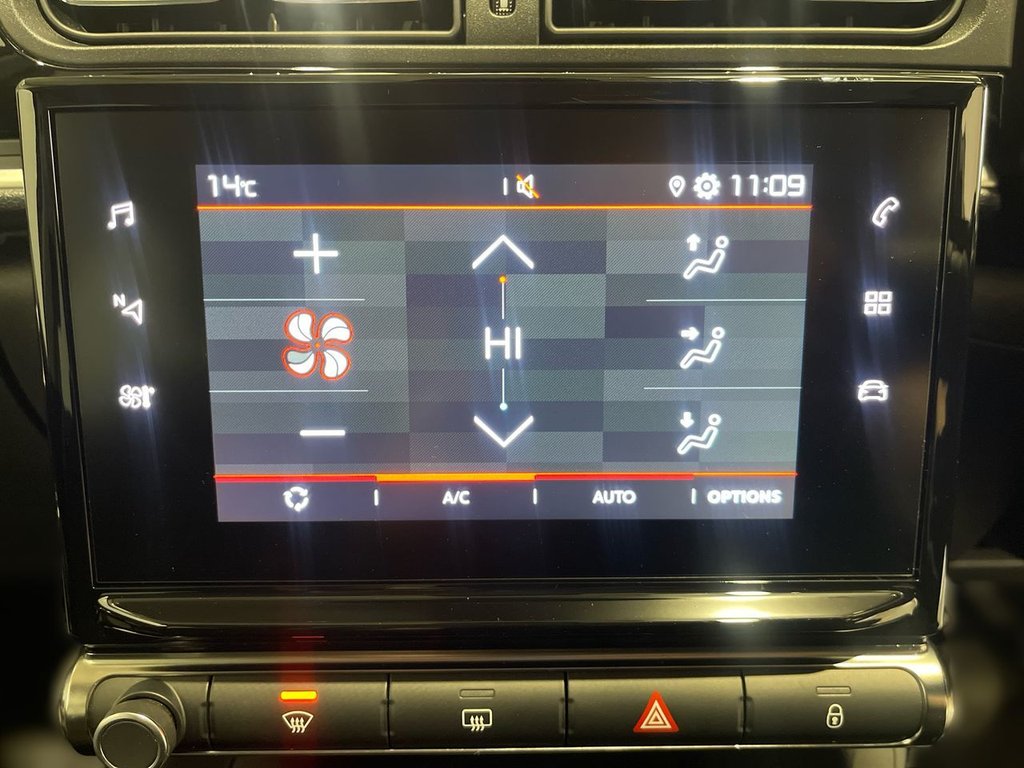 14°C 11:09
N
HI
A/C AUTO OPTIONS